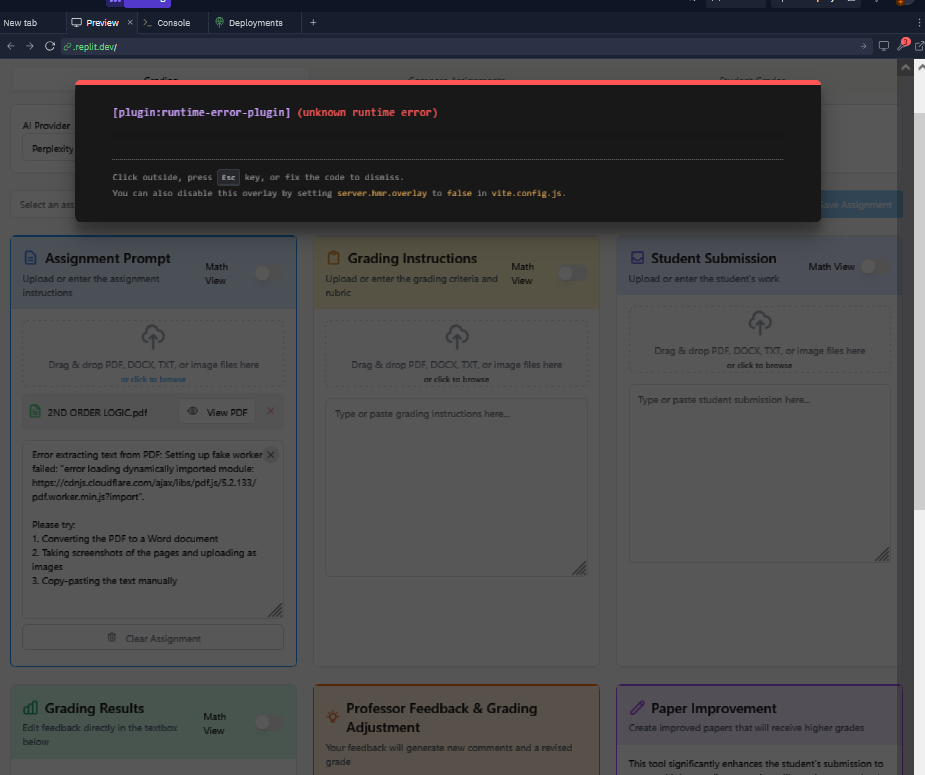 New tab
Preview
Console
Deployments
.replit.dev/
Grading
Compare Assignments
Student Grades
[plugin:runtime-error-plugin] (unknown runtime error)
Click outside, press Esc key, or fix the code to dismiss.
You can also disable this overlay by setting server.hmr.overlay to false in vite.config.js.
AI Provider
Perplexity
Select an ass
Save Assignment
Assignment Prompt
Upload or enter the assignment
instructions
Math
View
Drag & drop PDF, DOCX, TXT, or image files here
or click to browse
2ND ORDER LOGIC.pdf
View PDF
Error extracting text from PDF: Setting up fake worker
failed: "error loading dynamically imported module:
https://cdnjs.cloudflare.com/ajax/libs/pdf.js/5.2.133/
pdf.worker.min.js?import".
Please try:
1. Converting the PDF to a Word document
2. Taking screenshots of the pages and uploading as
images
3. Copy-pasting the text manually
Clear Assignment
Grading Instructions
Upload or enter the grading criteria and
rubric
Math
View
Drag & drop PDF, DOCX, TXT, or image files here
or click to browse
Type or paste grading instructions here...
Student Submission
Upload or enter the student's work
Math View
Drag & drop PDF, DOCX, TXT, or image files here
or click to browse
Type or paste student submission here...
Grading Results
Edit feedback directly in the textbox
below
Math
View
Professor Feedback & Grading
Adjustment
Your feedback will generate new comments and a revised
grade
Paper Improvement
Create improved papers that will receive higher grades
This tool significantly enhances the student's submission to